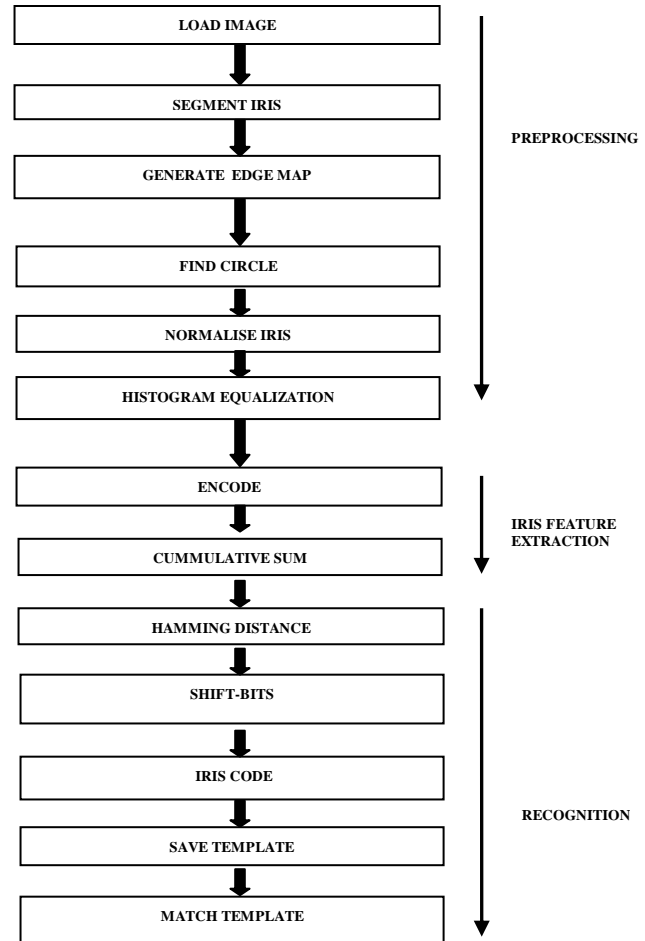 LOAD IMAGE
SEGMENT IRIS
PREPROCESSING
GENERATE EDGE MAP
FIND CIRCLE
NORMALISE IRIS
HISTOGRAM EQUALIZATION
ENCODE
IRIS FEATURE
EXTRACTION
CUMMULATIVE SUM
HAMMING DISTANCE
SHIFT-BITS
IRIS CODE
RECOGNITION
SAVE TEMPLATE
MATCH TEMPLATE